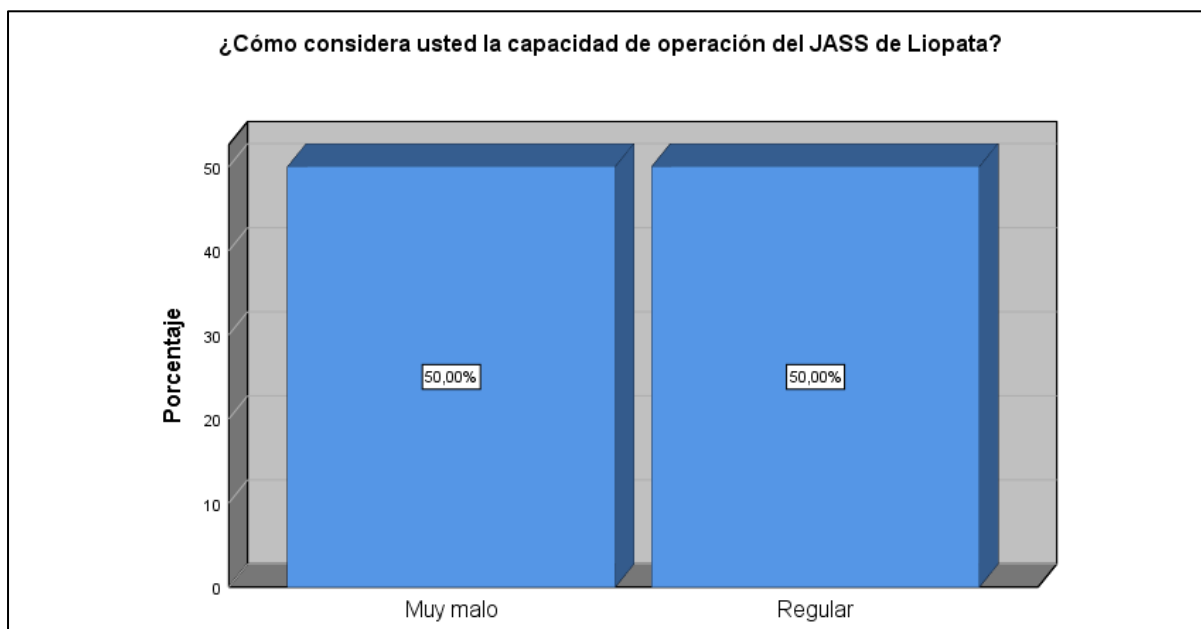 ¿Cómo considera usted la capacidad de operación del JASS de Liopata?
Porcentaje
50
40
30
20
10
0
50,00%
50,00%
Muy malo
Regular